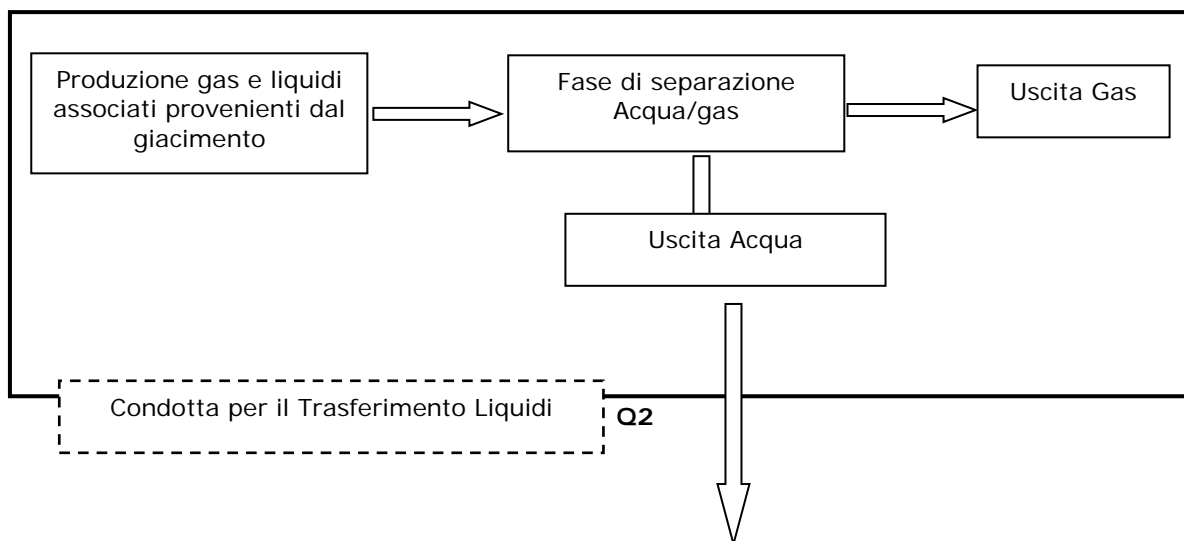 Produzione gas e liquidi
associati provenienti dal
giacimento
Fase di separazione
Acqua/gas
Uscita Gas
Uscita Acqua
Condotta per il Trasferimento Liquidi
Q2